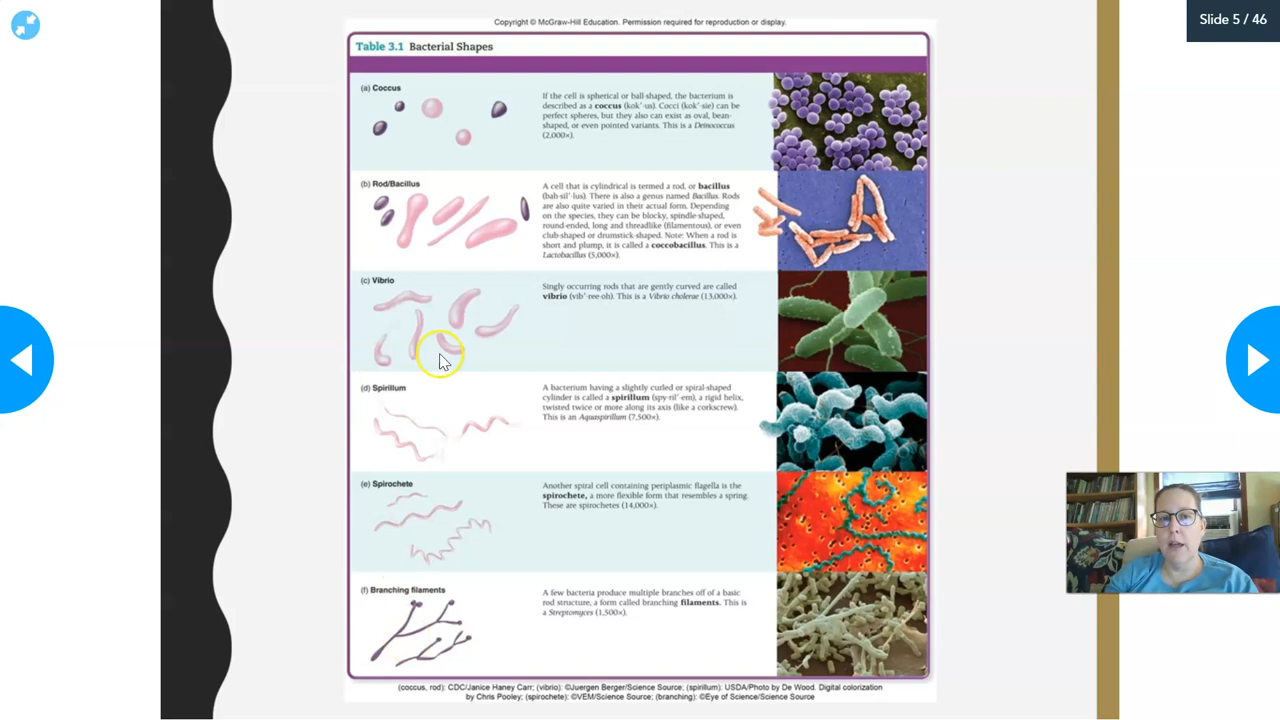 Slide 5 / 46
Copyright © McGraw-Hill Education. Permission required for reproduction or display.
Table 3.1 Bacterial Shapes
(a) Coccus
If the cell is spherical or ball-shaped, the bacterium is
described as a coccus (kok′-us). Cocci (kok′-sie) can be
perfect spheres, but they also can exist as oval, bean-
shaped, or even pointed variants. This is a Deinococcus
(2,000×).
(b) Rod/Bacillus
A cell that is cylindrical is termed a rod, or bacillus
(bah-sil′-lus). There is also a genus named Bacillus. Rods
are also quite varied in their actual form. Depending
on the species, they can be blocky, spindle-shaped,
round-ended, long and threadlike (filamentous), or even
club-shaped or drumstick-shaped. Note: When a rod is
short and plump, it is called a coccobacillus. This is a
Lactobacillus (5,000×).
(c) Vibrio
Singly occurring rods that are gently curved are called
vibrio (vib′-ree-oh). This is a Vibrio cholerae (13,000×).
(d) Spirillum
A bacterium having a slightly curled or spiral-shaped
cylinder is called a spirillum (spy-ril′-em), a rigid helix,
twisted twice or more along its axis (like a corkscrew).
This is an Aquaspirillum (7,500×).
(e) Spirochete
Another spiral cell containing periplasmic flagella is the
spirochete, a more flexible form that resembles a spring.
These are spirochetes (14,000×).
(f) Branching filaments
A few bacteria produce multiple branches off of a basic
rod structure, a form called branching filaments. This is
a Streptomyces (1,500×).
(coccus, rod): CDC/Janice Haney Carr; (vibrio): ©Juergen Berger/Science Source; (spirillum): USDA/Photo by De Wood. Digital colorization
by Chris Pooley; (spirochete): ©VEM/Science Source; (branching): ©Eye of Science/Science Source